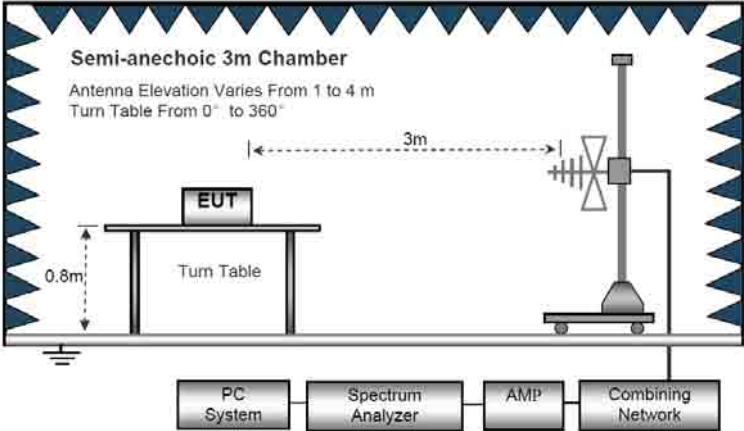 Semi-anechoic 3m Chamber
Antenna Elevation Varies From 1 to 4 m
Turn Table From 0° to 360°
3m
EUT
0.8m
Turn Table
PC
System
Spectrum
Analyzer
AMP
Combining
Network